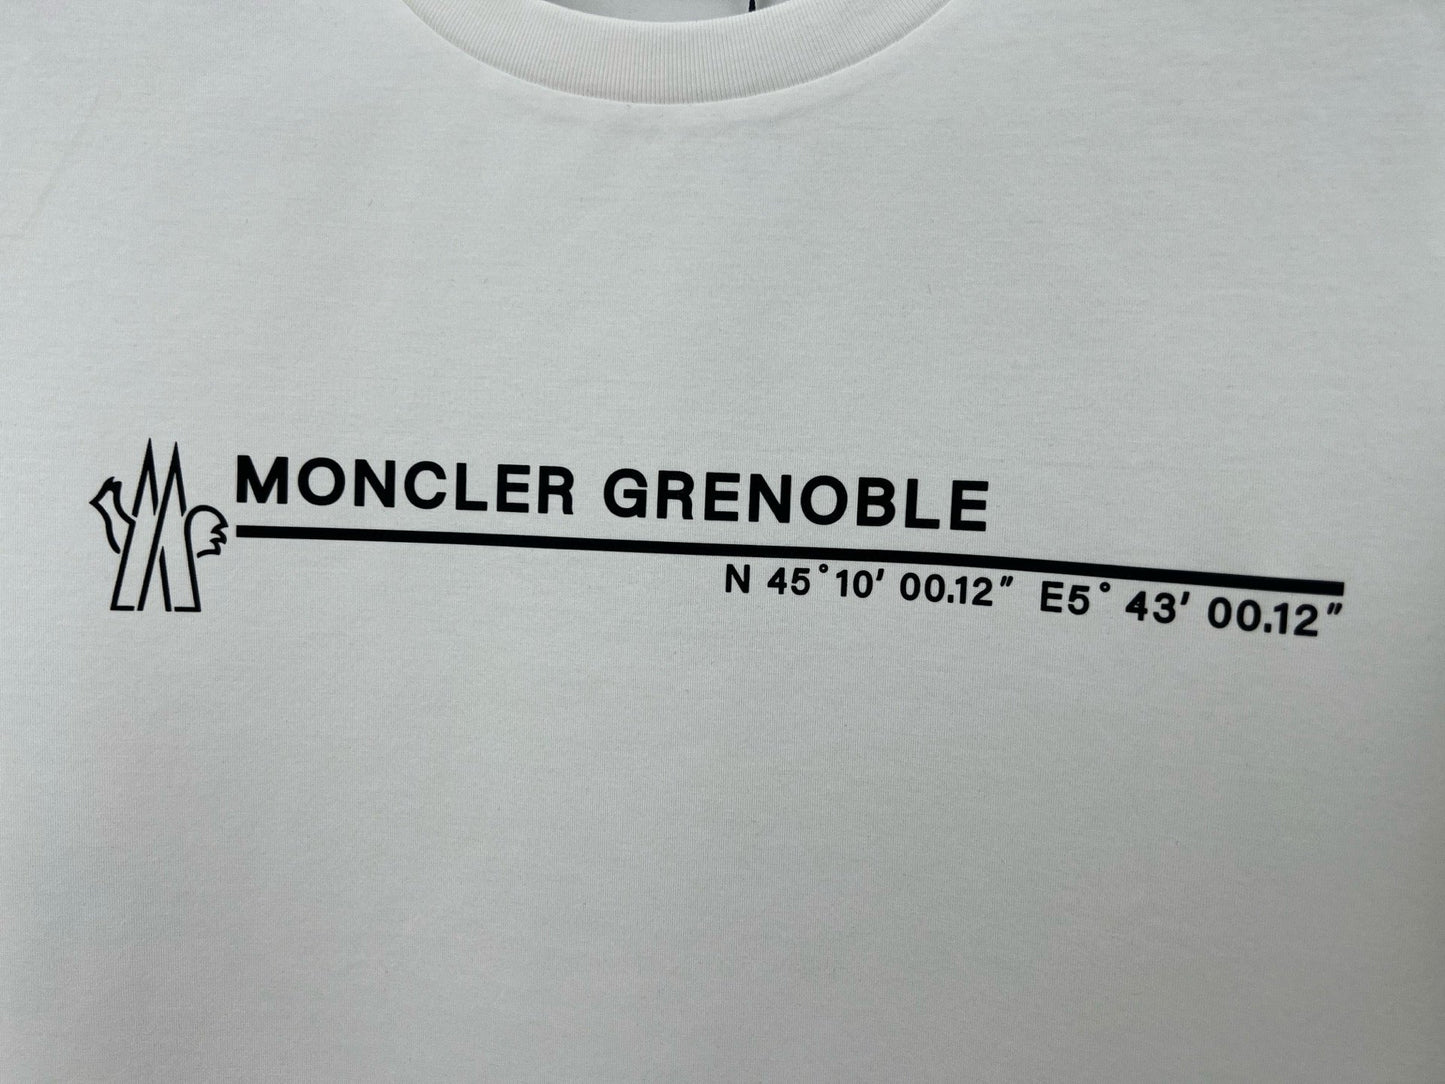 MONCLER GRENOBLE
N 45°10' 00.12" E5° 43' 00.12"